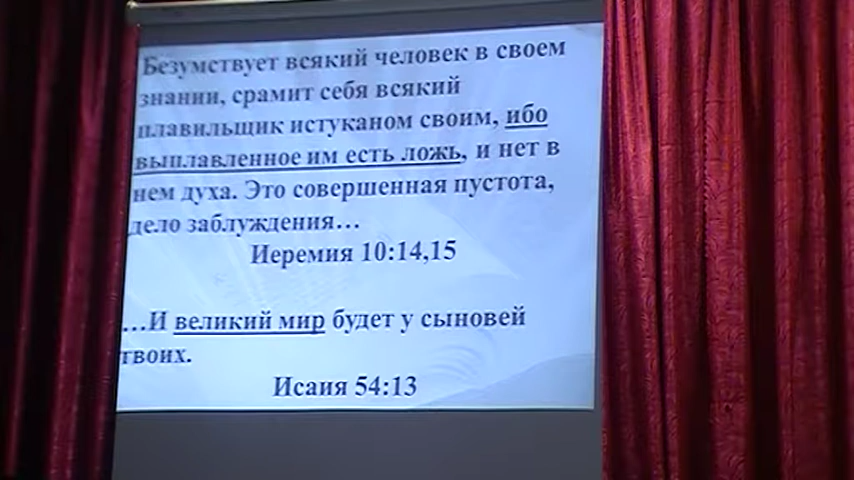 Безумствует всякий человек в своем
знании, срамит себя всякий
плавильщик истуканом своим, ибо
выплавленное им есть ложь, и нет в
нем духа. Это совершенная пустота,
дело заблуждения…
Иеремия 10:14,15
…И великий мир будет у сыновей
твоих.
Исаия 54:13